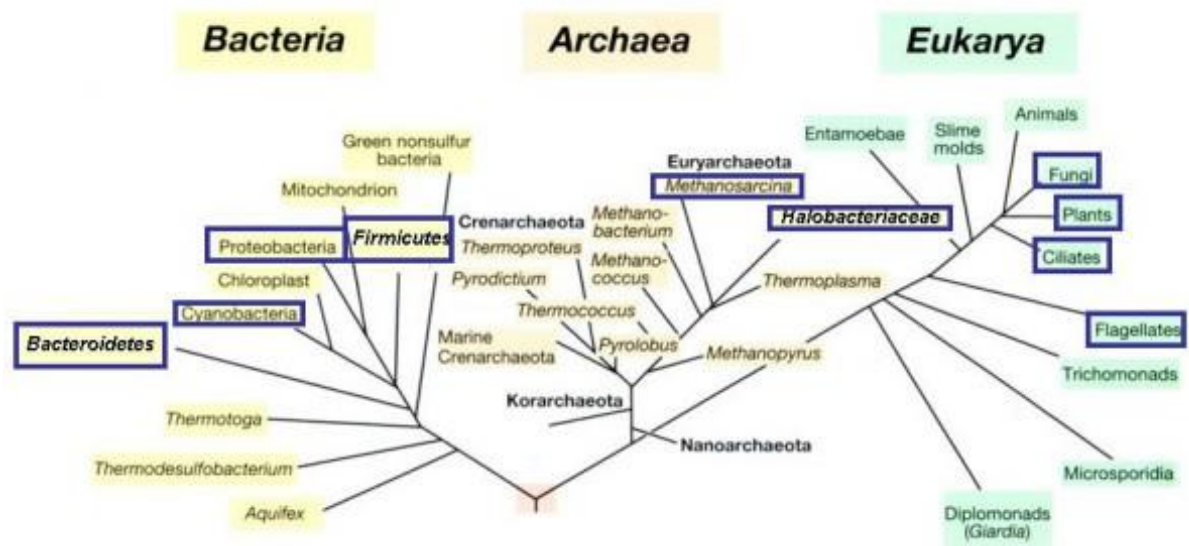 Bacteria
Archaea
Eukarya
Green nonsulfur
bacteria
Mitochondrion
Proteobacteria
Firmicutes
Chloroplast
Cyanobacteria
Bacteroidetes
Thermotoga
Thermodesulfobacterium
Aquifex
Euryarchaeota
Methanosarcina
Crenarchaeota
Methano-
bacterium
Halobacteriaceae
Thermoproteus
Methano-
coccus
Pyrodictium
Thermoplasma
Thermococcus
Marine
Crenarchaeota
Pyrolobus
Methanopyrus
Korarchaeota
Nanoarchaeota
Entamoebae
Slime
molds
Animals
Fungi
Plants
Ciliates
Flagellates
Trichomonads
Microsporidia
Diplomonads
(Giardia)